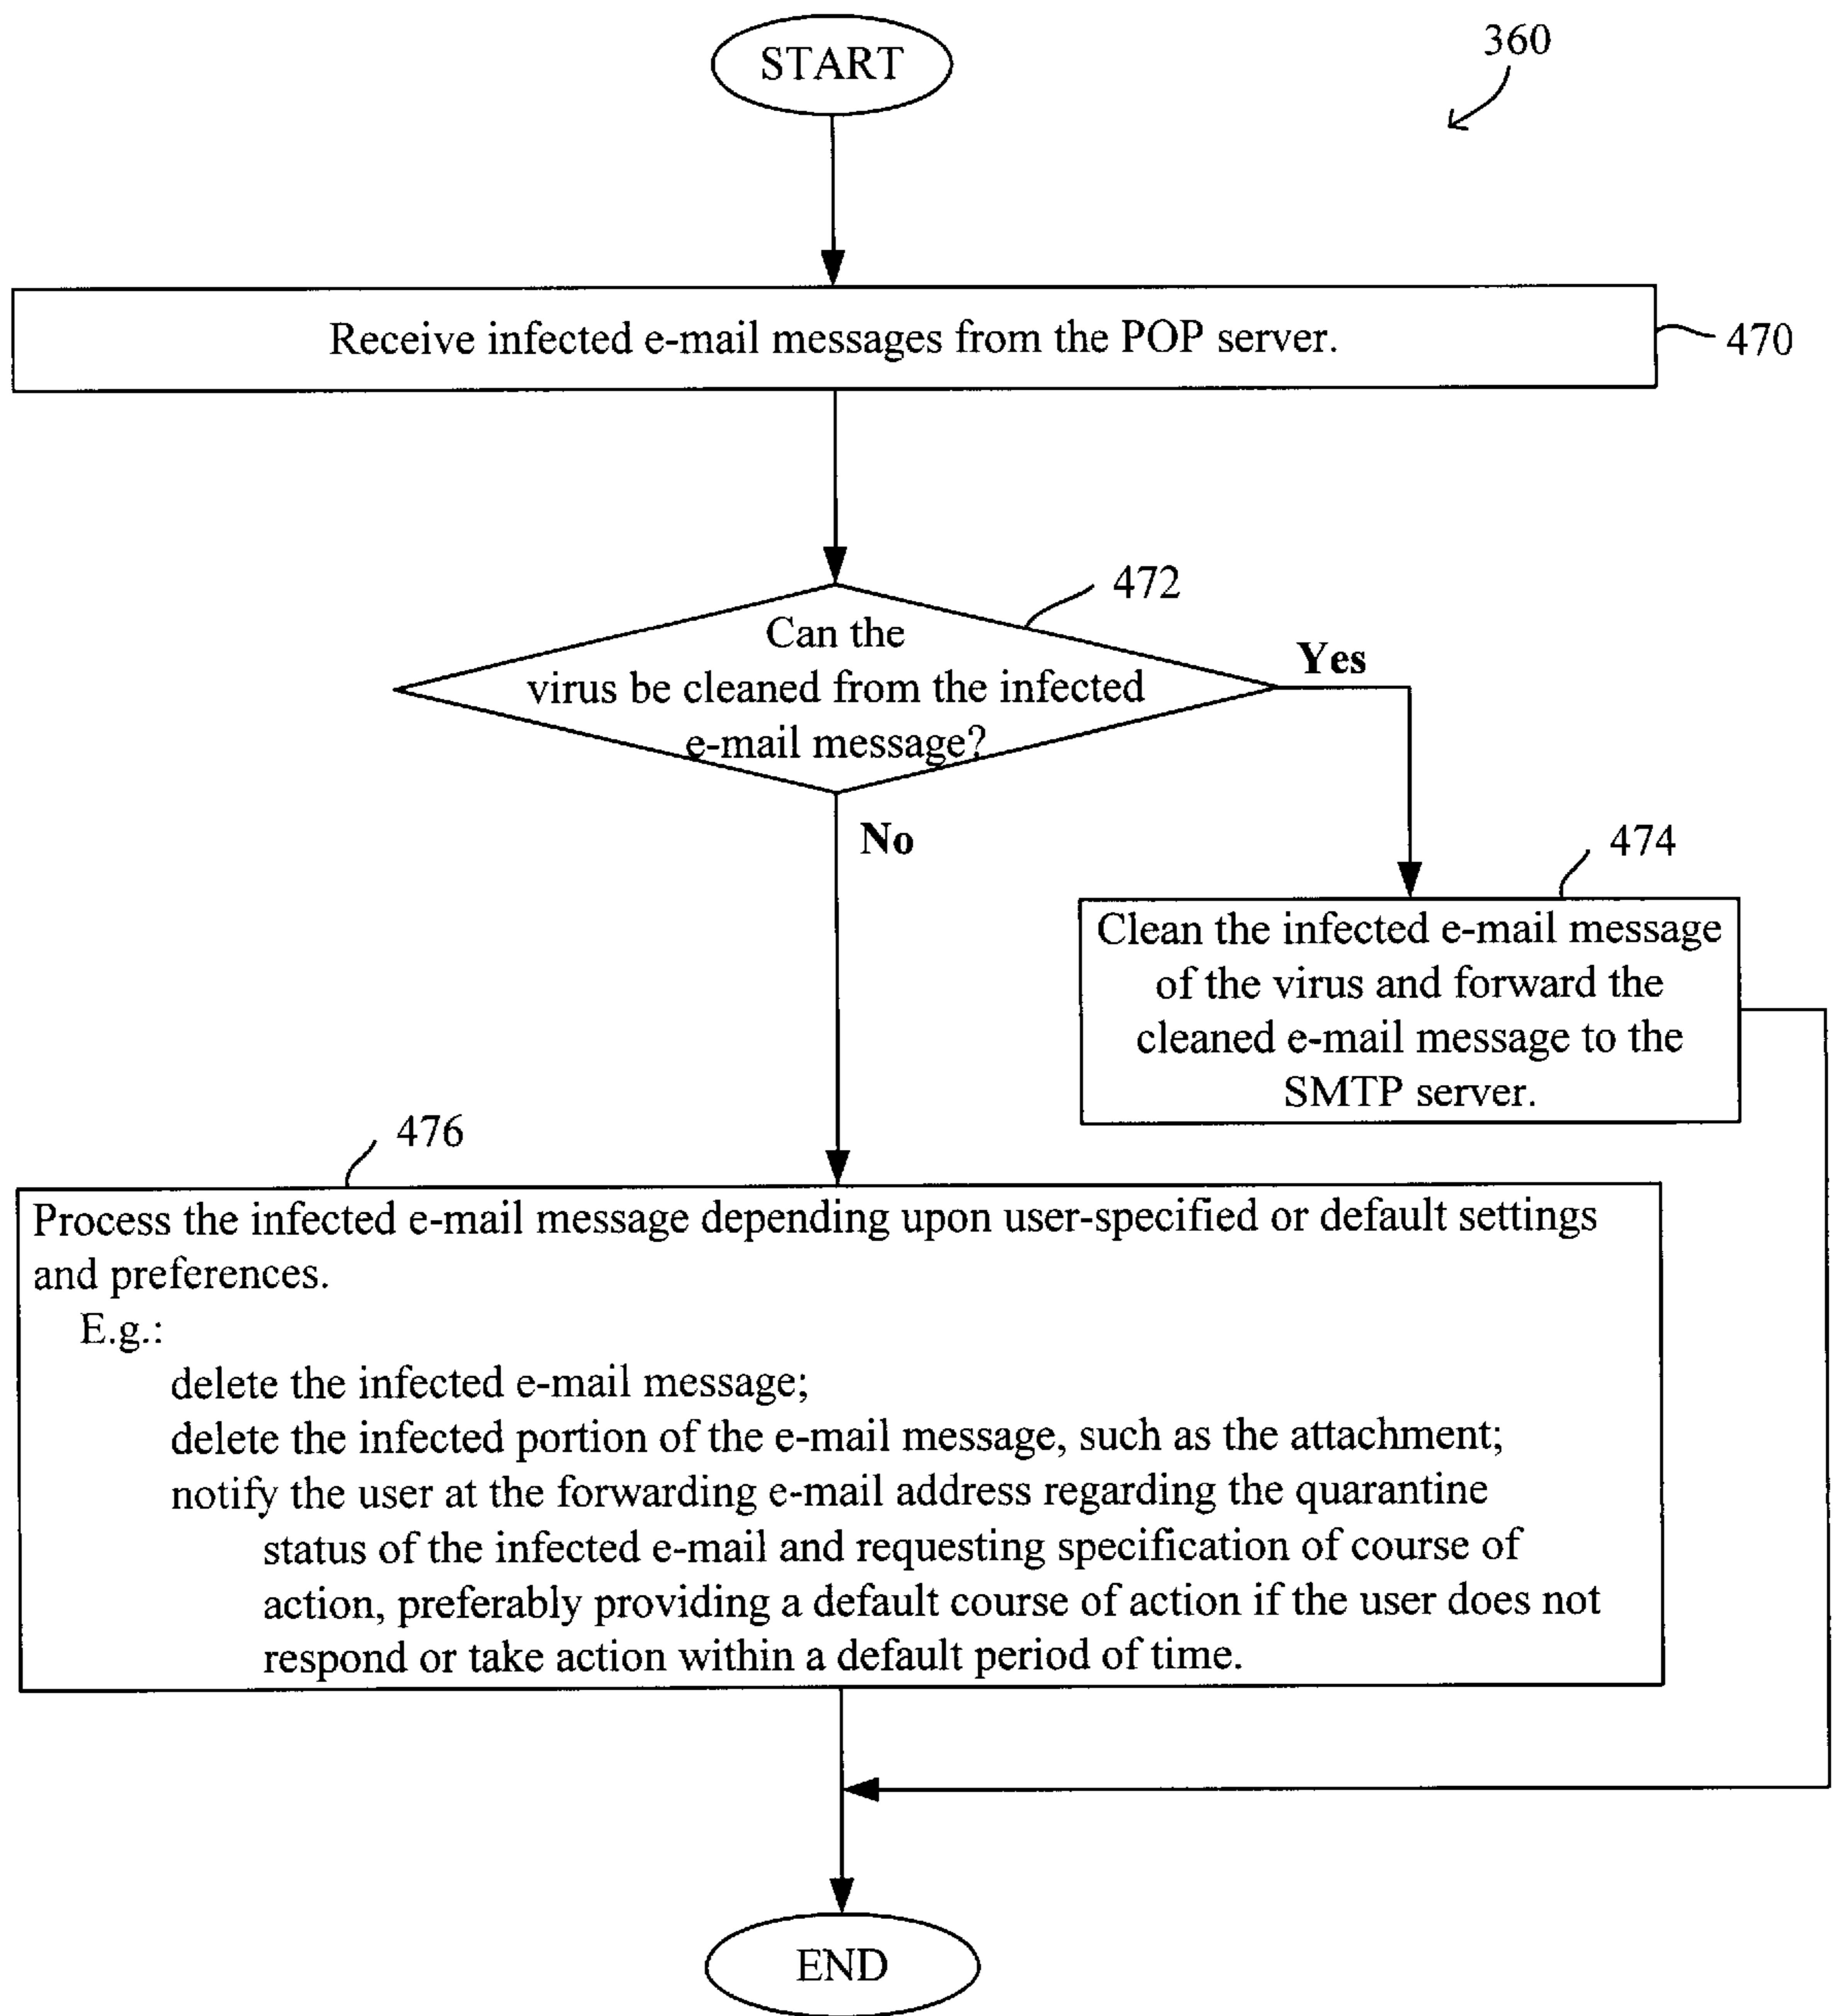 START
360
Receive infected e-mail messages from the POP server.
470
472
Can the
virus be cleaned from the infected
e-mail message?
Yes
No
474
Clean the infected e-mail message
of the virus and forward the
cleaned e-mail message to the
SMTP server.
476
Process the infected e-mail message depending upon user-specified or default settings
and preferences.
E.g.:
delete the infected e-mail message;
delete the infected portion of the e-mail message, such as the attachment;
notify the user at the forwarding e-mail address regarding the quarantine
status of the infected e-mail and requesting specification of course of
action, preferably providing a default course of action if the user does not
respond or take action within a default period of time.
END